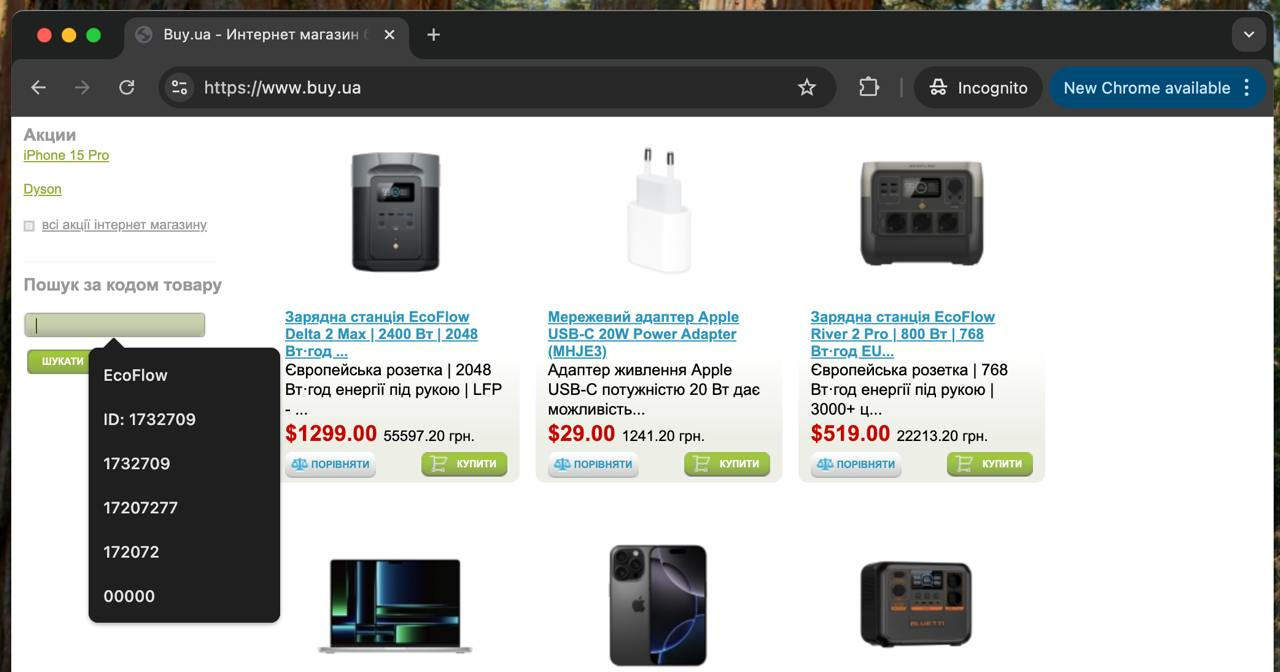 Buy.ua - Интернет магазин
https://www.buy.ua
Incognito
New Chrome available
Акции
iPhone 15 Pro
Dyson
всі акції інтернет магазину
Пошук за кодом товару
ШУКАТИ
EcoFlow
ID: 1732709
1732709
17207277
172072
00000
Зарядна станція EcoFlow
Delta 2 Max | 2400 Вт | 2048
Вт·год ...
Європейська розетка | 2048
Вт·год енергії під рукою | LFP
- ...
$1299.00 55597.20 грн.
ПОРІВНЯТИ
КУПИТИ
Мережевий адаптер Apple
USB-C 20W Power Adapter
(MHJE3)
Адаптер живлення Apple
USB-C потужністю 20 Вт дає
можливість...
$29.00 1241.20 грн.
ПОРІВНЯТИ
КУПИТИ
Зарядна станція EcoFlow
River 2 Pro | 800 Вт | 768
Вт·год EU...
Європейська розетка | 768
Вт·год енергії під рукою |
3000+ ц...
$519.00 22213.20 грн.
ПОРІВНЯТИ
КУПИТИ
BLUETTI